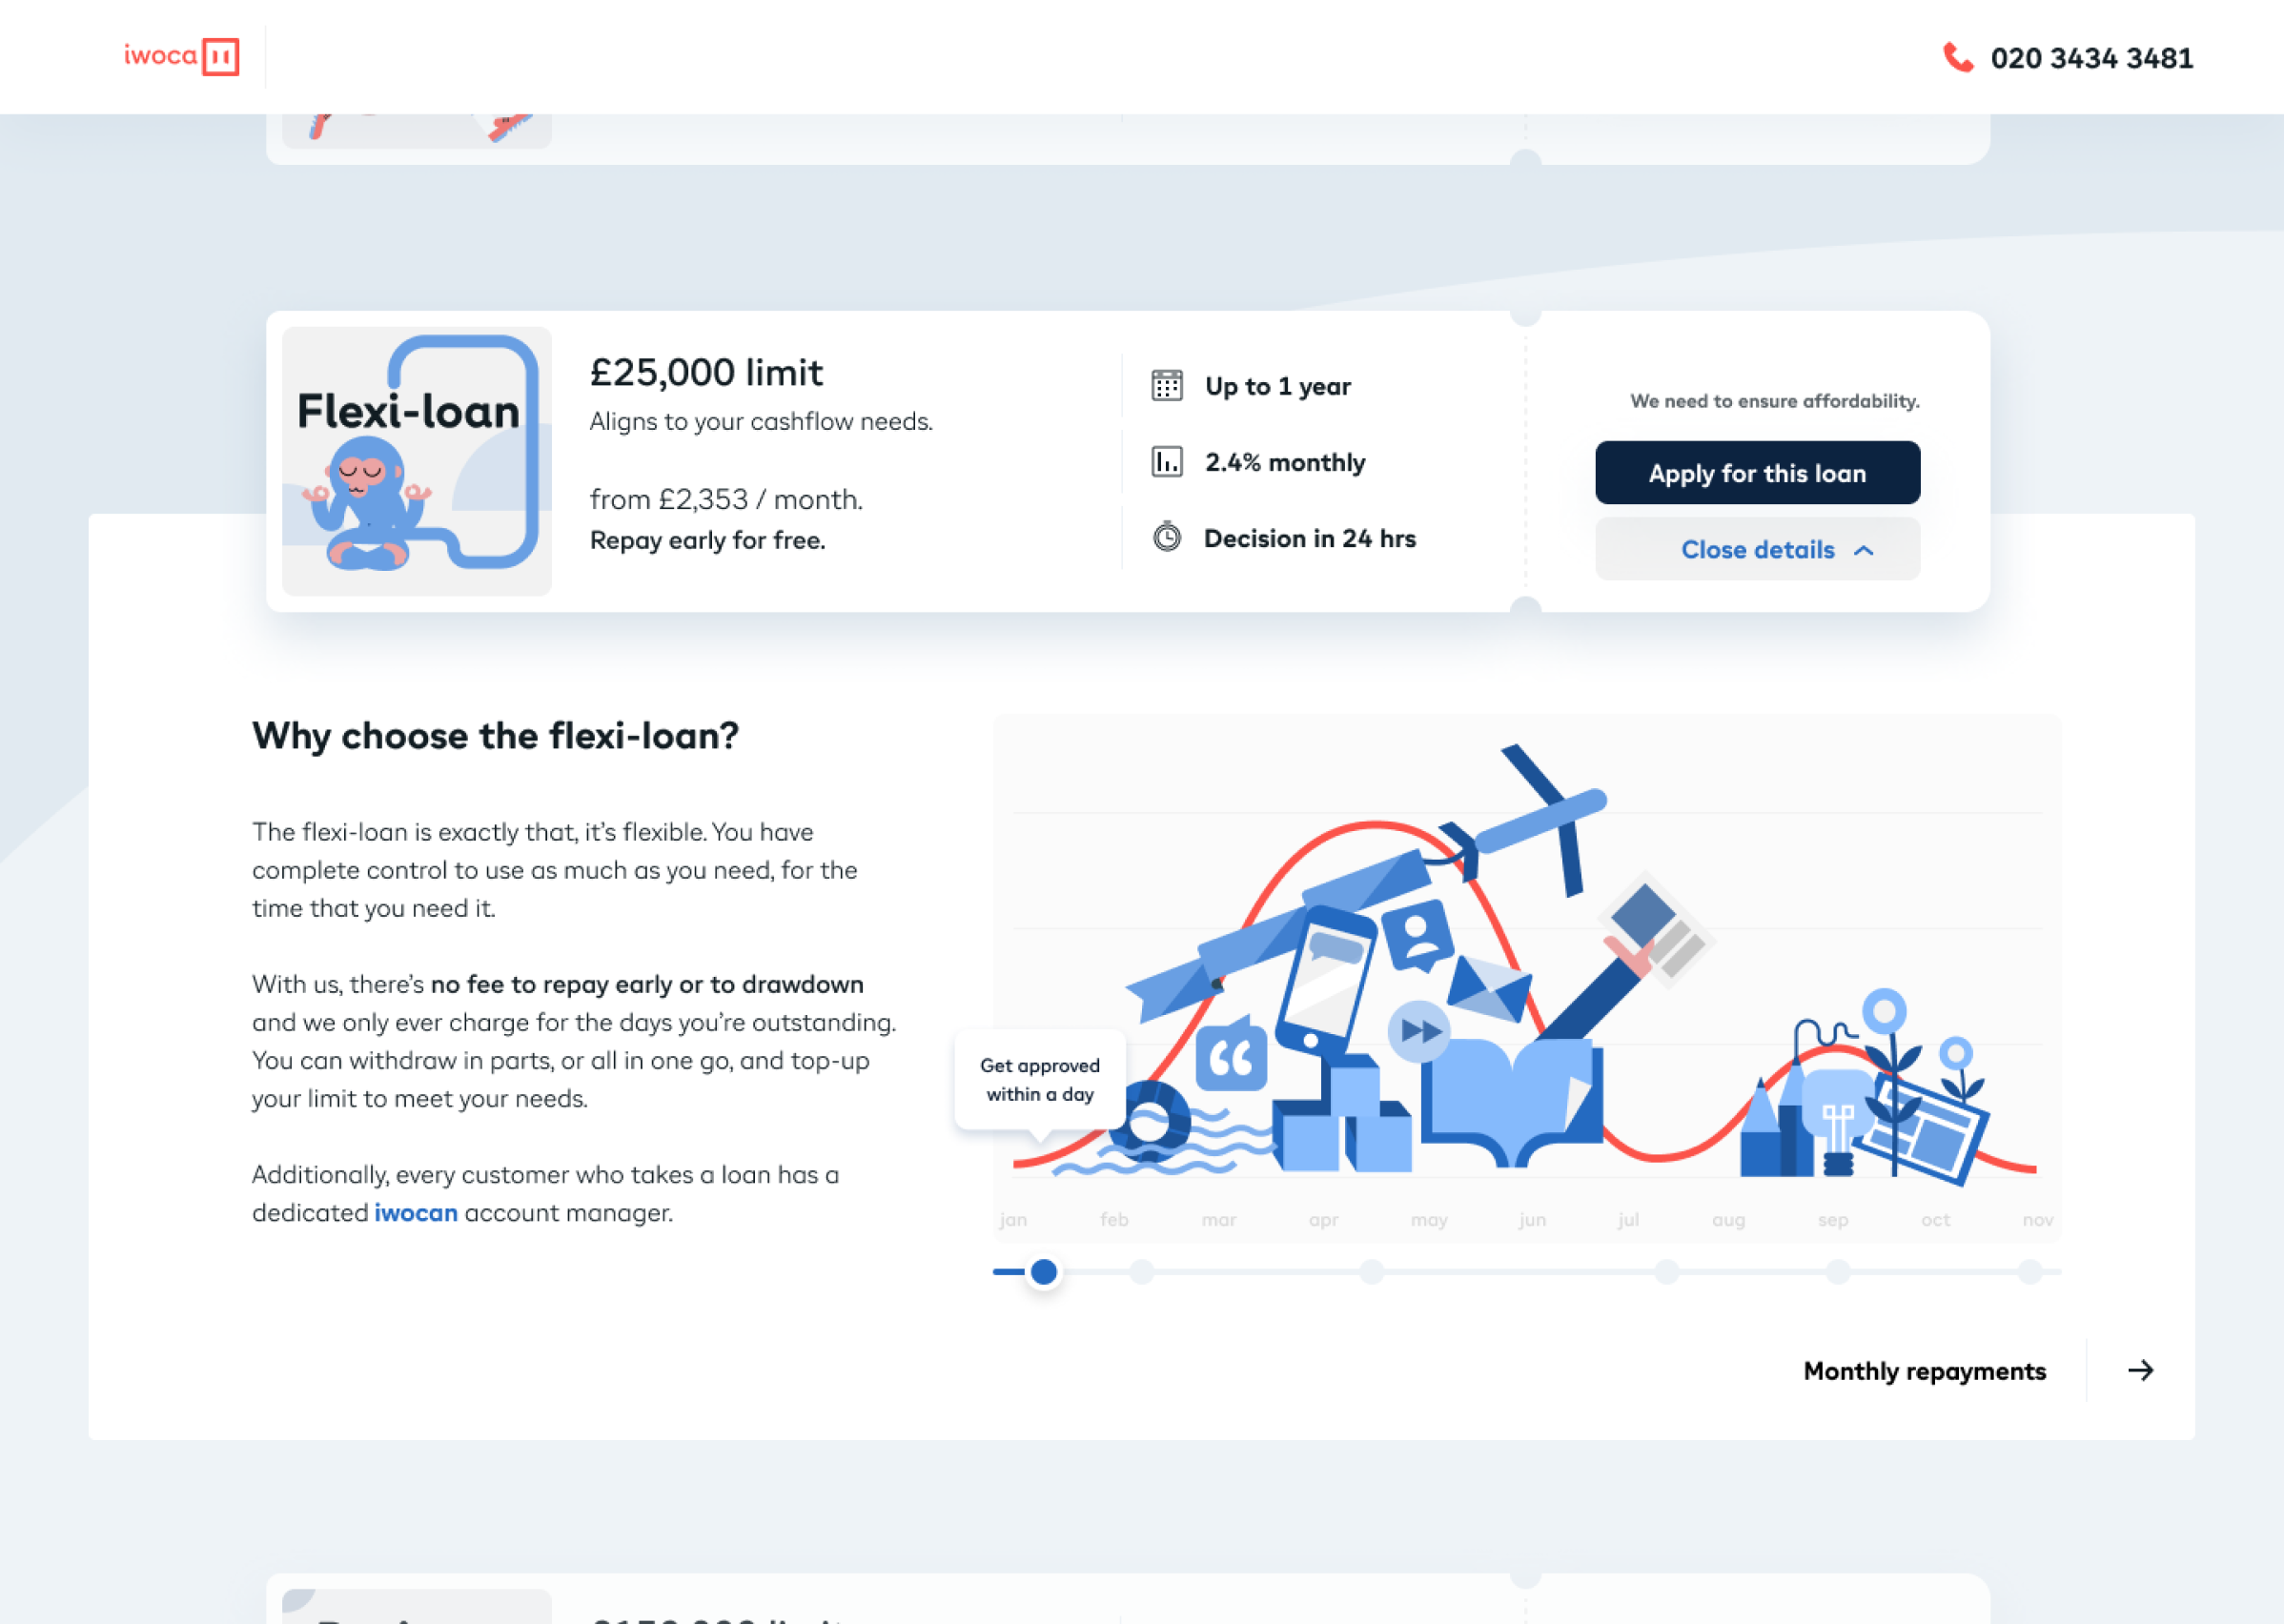 iwoca
020 3434 3481
Flexi-loan
£25,000 limit
Aligns to your cashflow needs.
from £2,353 / month.
Repay early for free.
Up to 1 year
2.4% monthly
Decision in 24 hrs
We need to ensure affordability.
Apply for this loan
Close details
Why choose the flexi-loan?
The flexi-loan is exactly that, it's flexible. You have
complete control to use as much as you need, for the
time that you need it.
With us, there's no fee to repay early or to drawdown
and we only ever charge for the days you're outstanding.
You can withdraw in parts, or all in one go, and top-up
your limit to meet your needs.
Additionally, every customer who takes a loan has a
dedicated iwocan account manager.
Get approved
within a day
jan feb mar apr may jun jul aug sep oct nov
Monthly repayments